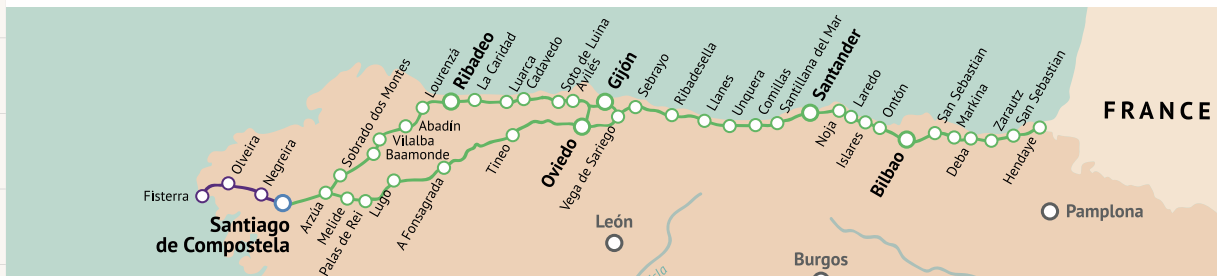 Fisterra
Olveira
Negreira
Santiago
de Compostela
Arzúa
Melide
Palas de Rei
Lugo
A Fonsagrada
Tineo
Oviedo
Sobrado dos Montes
Baamonde
Vilalba
Abadín
Lourenzá
Ribadeo
La Caridad
Luarca
Cadavedo
Soto de Luina
Avilés
Gijón
Vega de Sariego
Sebrayo
Ribadesella
Llanes
Unquera
Comillas
Santillana del Mar
Santander
Noja
Laredo
Islares
Ontón
Bilbao
San Sebastian
Markina
Deba
Zarautz
San Sebastian
Hendaye
FRANCE
Pamplona
León
Burgos